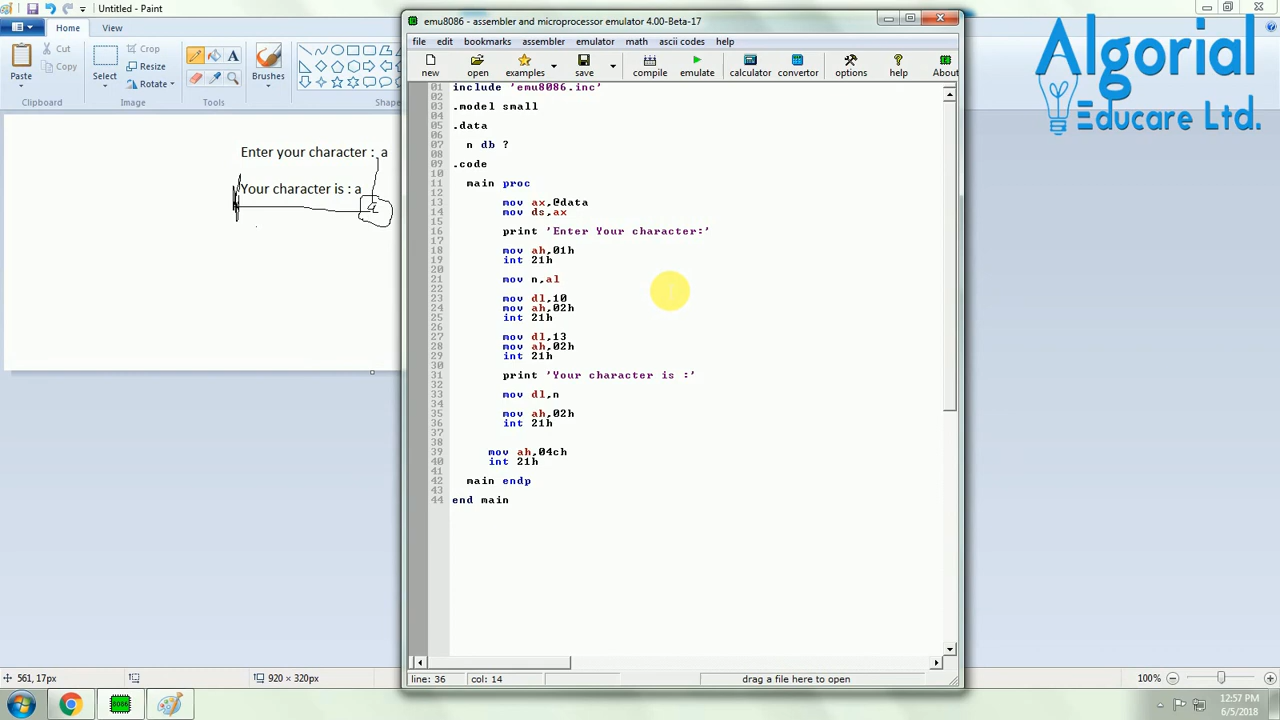 Untitled - Paint
emu8086 - assembler and microprocessor emulator 4.00-Beta-17
Algorial
Educare Ltd.
Home
View
file edit bookmarks assembler emulator math ascii codes help
Paste
Cut
Copy
Select
Crop
Resize
Rotate
Brushes
A
Shape
Clipboard
Image
Tools
new open examples save compile emulate calculator convertor options help About
01 include 'emu8086.inc'
02
03 .model small
04
05 .data
06
07 n db ?
08
09 .code
10
11 main proc
12
13 mov ax,@data
14 mov ds,ax
15
16 print 'Enter Your character:'
17
18 mov ah,01h
19 int 21h
20
21 mov n,al
22
23 mov dl,10
24 mov ah,02h
25 int 21h
26
27 mov dl,13
28 mov ah,02h
29 int 21h
30
31 print 'Your character is :'
32
33 mov dl,n
34
35 mov ah,02h
36 int 21h
37
38
39 mov ah,04ch
40 int 21h
41
42 main endp
43
44 end main
Enter your character : a
Your character is : a
line: 36
col: 14
drag a file here to open
561, 17px
920 × 320px
100%
8086
12:57 PM
6/5/2018